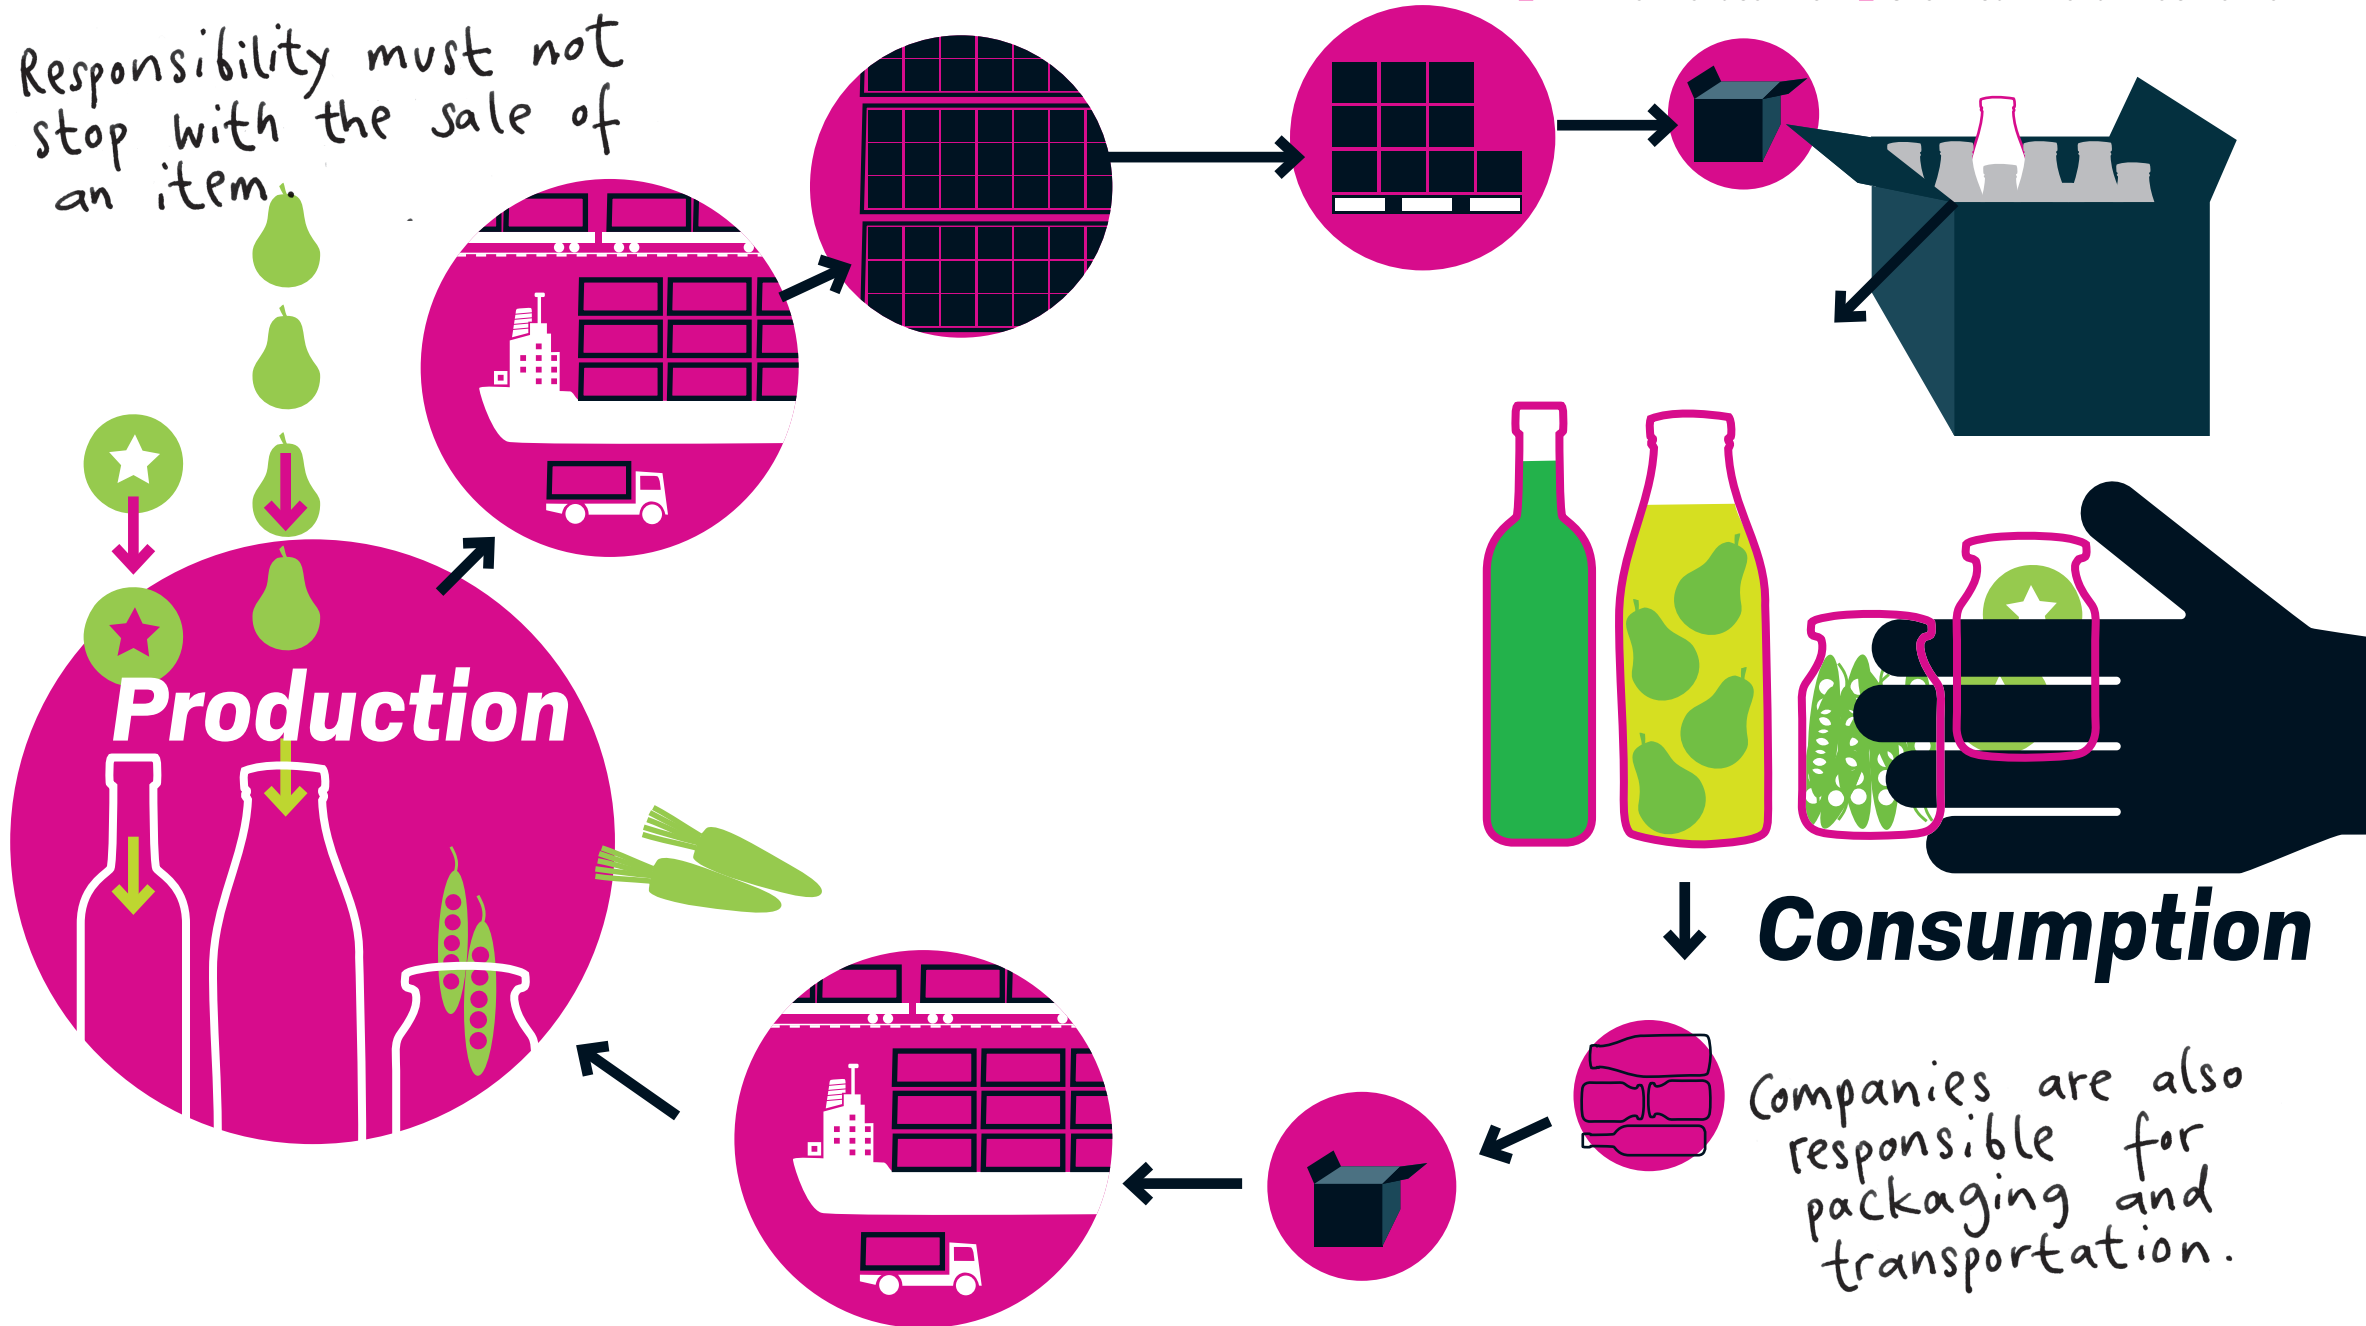 Responsibility must not
stop with the sale of
an item.
Production
Consumption
Companies are also
responsible for
packaging and
transportation.